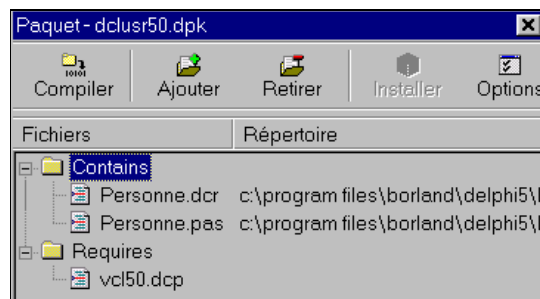 Paquet - dclusr50.dpk
Compiler Ajouter Retirer Installer Options
Fichiers Répertoire
Contains
Personne.dcr c:\program files\borland\delphi5\
Personne.pas c:\program files\borland\delphi5\
Requires
vcl50.dcp